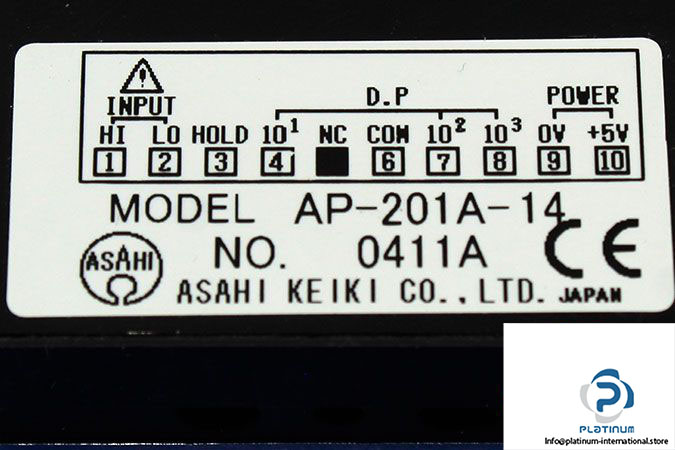 D.P POWER
INPUT
HI LO HOLD 10¹ NC COM 10² 10³ 0V +5V
1 2 3 4 6 7 8 9 10
MODEL AP-201A-14
ASAHI NO. 0411A CE
ASAHI KEIKI CO.,LTD. JAPAN
PLATINUM
info@platinum-international.store